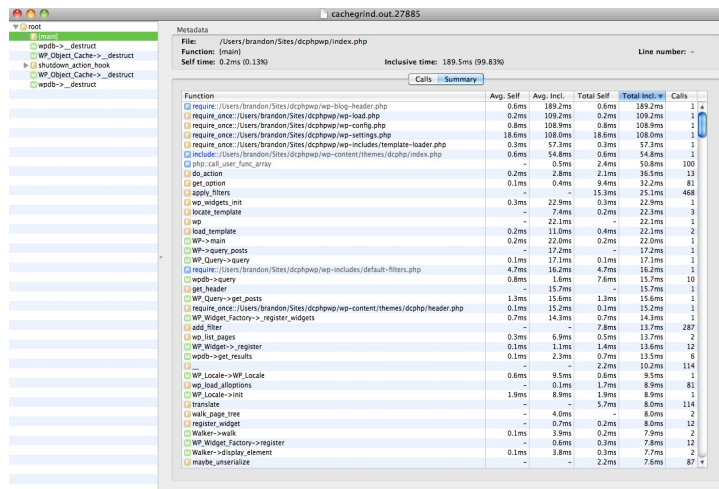 cachegrind.out.27885
root
{main}
wpdb->__destruct
WP_Object_Cache->__destruct
shutdown_action_hook
WP_Object_Cache->__destruct
wpdb->__destruct
Metadata
File: /Users/brandon/Sites/dcphpwp/index.php
Function: {main} Line number: –
Self time: 0.2ms (0.13%) Inclusive time: 189.5ms (99.83%)
Calls Summary
Function Avg. Self Avg. Incl. Total Self Total Incl. Calls
require::/Users/brandon/Sites/dcphpwp/wp-blog-header.php 0.6ms 189.2ms 0.6ms 189.2ms 1
require_once::/Users/brandon/Sites/dcphpwp/wp-load.php 0.2ms 109.2ms 0.2ms 109.2ms 1
require_once::/Users/brandon/Sites/dcphpwp/wp-config.php 0.8ms 108.9ms 0.8ms 108.9ms 1
require_once::/Users/brandon/Sites/dcphpwp/wp-settings.php 18.6ms 108.0ms 18.6ms 108.0ms 1
require_once::/Users/brandon/Sites/dcphpwp/wp-includes/template-loader.php 0.3ms 57.3ms 0.3ms 57.3ms 1
include::/Users/brandon/Sites/dcphpwp/wp-content/themes/dcphp/index.php 0.6ms 54.8ms 0.6ms 54.8ms 1
php::call_user_func_array – 0.5ms 2.4ms 50.8ms 100
do_action 0.2ms 2.8ms 2.1ms 36.5ms 13
get_option 0.1ms 0.4ms 9.4ms 32.2ms 81
apply_filters – – 15.3ms 25.1ms 468
wp_widgets_init 0.3ms 22.9ms 0.3ms 22.9ms 1
locate_template – 7.4ms 0.2ms 22.3ms 3
wp – 22.1ms – 22.1ms 1
load_template 0.2ms 11.0ms 0.4ms 22.1ms 2
WP->main 0.2ms 22.0ms 0.2ms 22.0ms 1
WP->query_posts – 17.2ms – 17.2ms 1
WP_Query->query 0.1ms 17.1ms 0.1ms 17.1ms 1
require::/Users/brandon/Sites/dcphpwp/wp-includes/default-filters.php 4.7ms 16.2ms 4.7ms 16.2ms 1
wpdb->query 0.8ms 1.6ms 7.6ms 15.7ms 10
get_header – 15.7ms – 15.7ms 1
WP_Query->get_posts 1.3ms 15.6ms 1.3ms 15.6ms 1
require_once::/Users/brandon/Sites/dcphpwp/wp-content/themes/dcphp/header.php 0.1ms 15.2ms 0.1ms 15.2ms 1
WP_Widget_Factory->_register_widgets 0.7ms 14.3ms 0.7ms 14.3ms 1
add_filter – – 7.8ms 13.7ms 287
wp_list_pages 0.3ms 6.9ms 0.5ms 13.7ms 2
WP_Widget->_register 0.1ms 1.1ms 1.4ms 13.6ms 12
wpdb->get_results 0.1ms 2.3ms 0.7ms 13.5ms 6
__ – – 2.2ms 10.2ms 114
WP_Locale->WP_Locale 0.6ms 9.5ms 0.6ms 9.5ms 1
wp_load_alloptions – 0.1ms 1.7ms 8.9ms 81
WP_Locale->init 1.9ms 8.9ms 1.9ms 8.9ms 1
translate – – 5.7ms 8.0ms 114
walk_page_tree – 4.0ms – 8.0ms 2
register_widget – 0.7ms 0.2ms 8.0ms 12
Walker->walk 0.1ms 3.9ms 0.2ms 7.9ms 2
WP_Widget_Factory->register – 0.6ms 0.3ms 7.8ms 12
Walker->display_element 0.1ms 3.8ms 0.3ms 7.7ms 2
maybe_unserialize – – 2.2ms 7.6ms 87